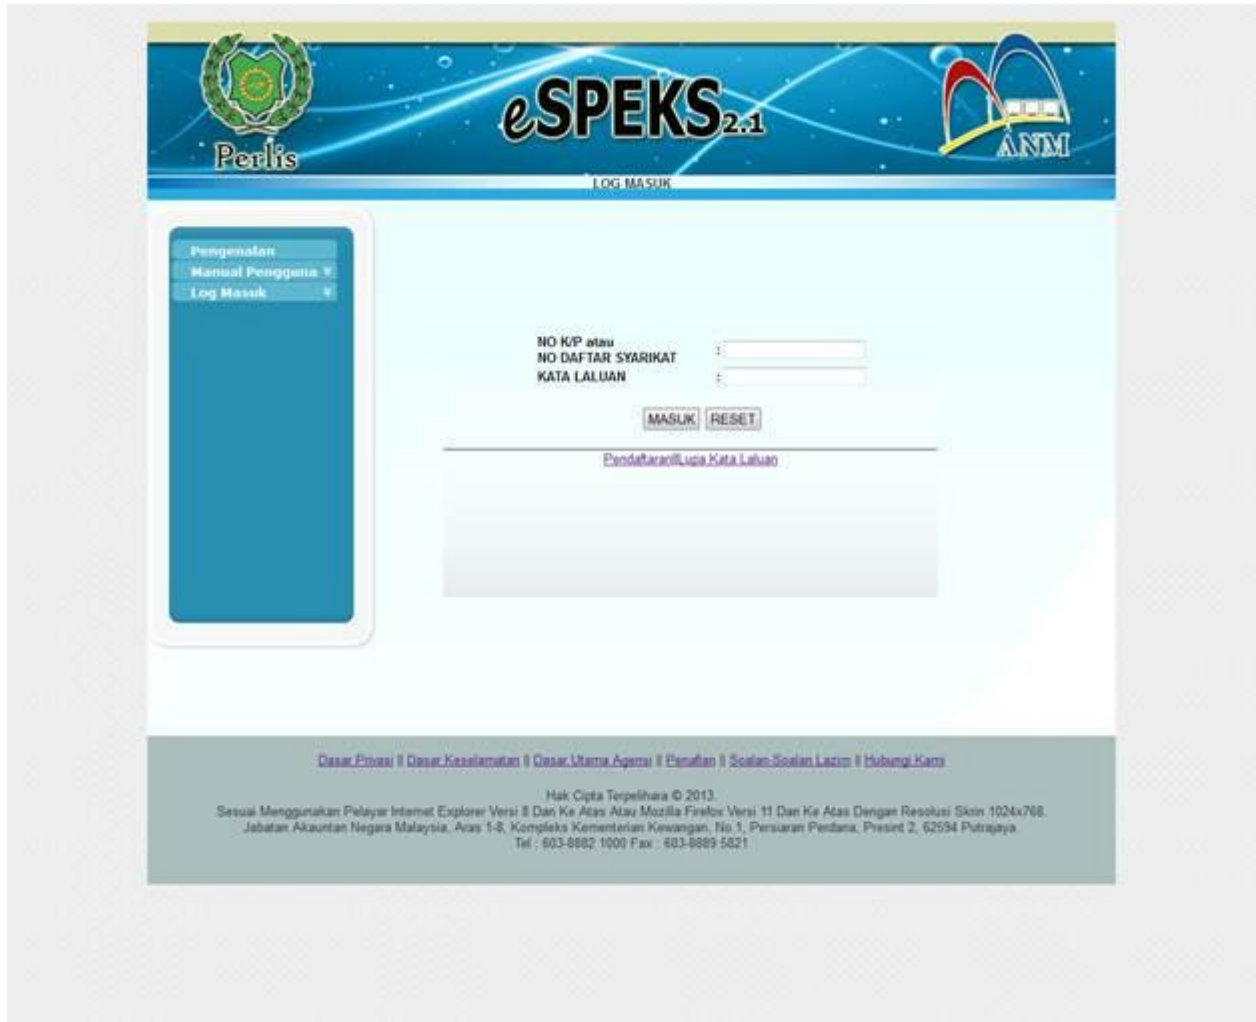 Perlis
eSPEKS 2.1
ANM
LOG MASUK
Pengenalan
Manual Pengguna
Log Masuk
NO K/P atau
NO DAFTAR SYARIKAT :
KATA LALUAN :
MASUK RESET
Pendaftaran||Lupa Kata Laluan
Dasar Privasi || Dasar Keselamatan || Dasar Utama Agensi || Penafian || Soalan-Soalan Lazim || Hubungi Kami
Hak Cipta Terpelihara © 2013.
Sesuai Menggunakan Pelayar Internet Explorer Versi 8 Dan Ke Atas Atau Mozilla Firefox Versi 11 Dan Ke Atas Dengan Resolusi Skrin 1024x768.
Jabatan Akauntan Negara Malaysia, Aras 1-8, Kompleks Kementerian Kewangan, No 1, Persiaran Perdana, Presint 2, 62594 Putrajaya.
Tel : 603-8882 1000 Fax : 603-8889 5821